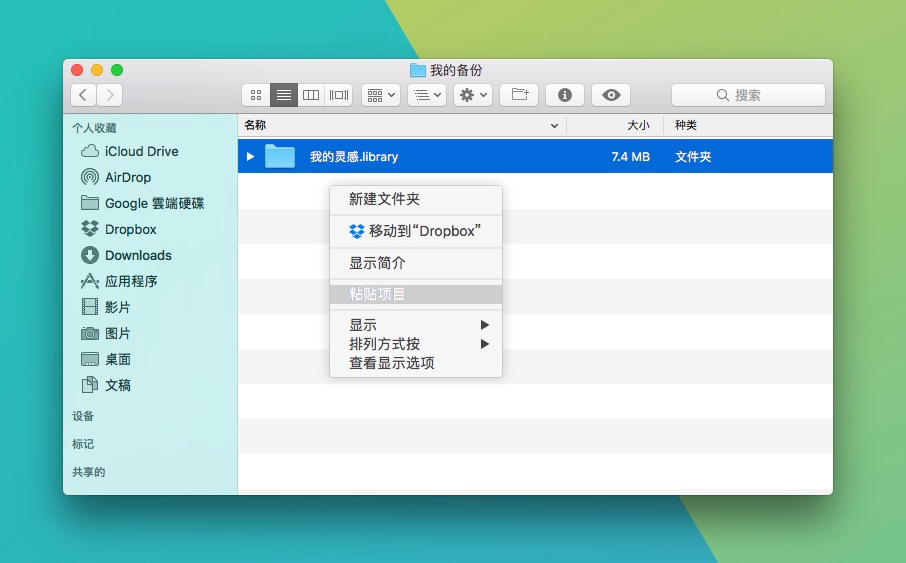 我的备份
搜索
个人收藏
iCloud Drive
AirDrop
Google 雲端硬碟
Dropbox
Downloads
应用程序
影片
图片
桌面
文稿
设备
标记
共享的
名称 大小 种类
我的灵感.library 7.4 MB 文件夹
新建文件夹
移动到“Dropbox”
显示简介
粘贴项目
显示
排列方式按
查看显示选项